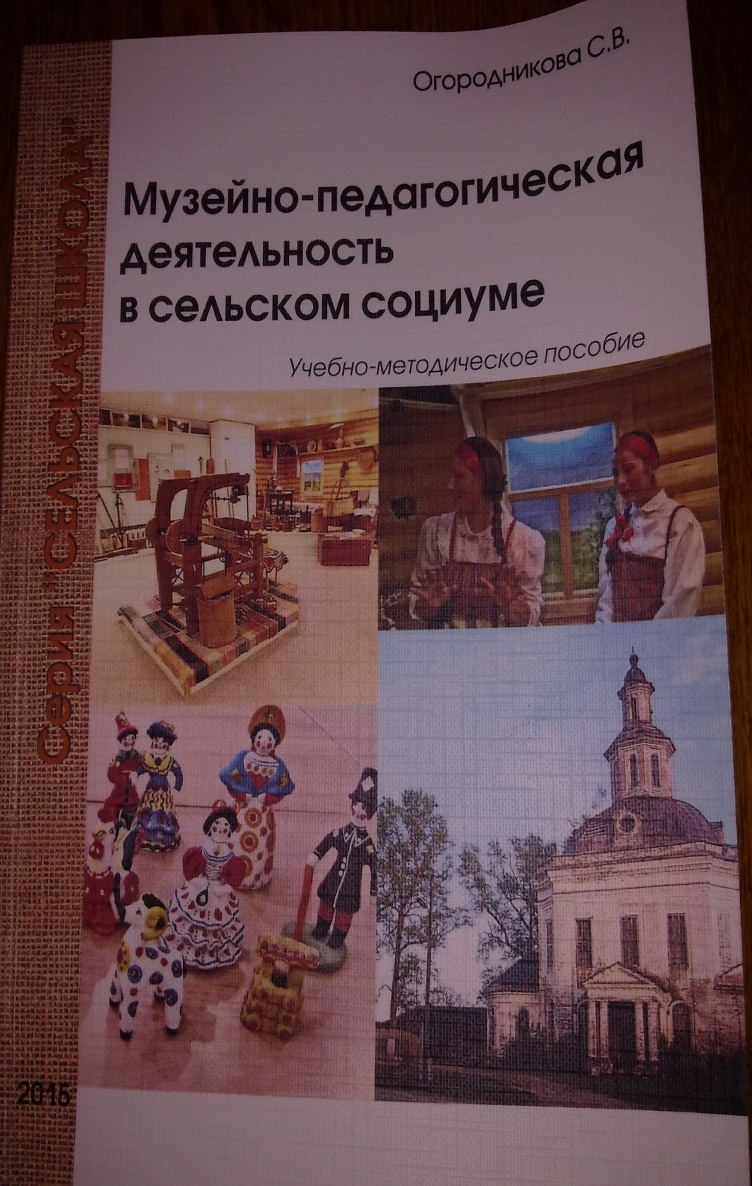 Огородникова С.В.
Музейно-педагогическая
деятельность
в сельском социуме
Учебно-методическое пособие
Серия "СЕЛЬСКАЯ ШКОЛА"
2015